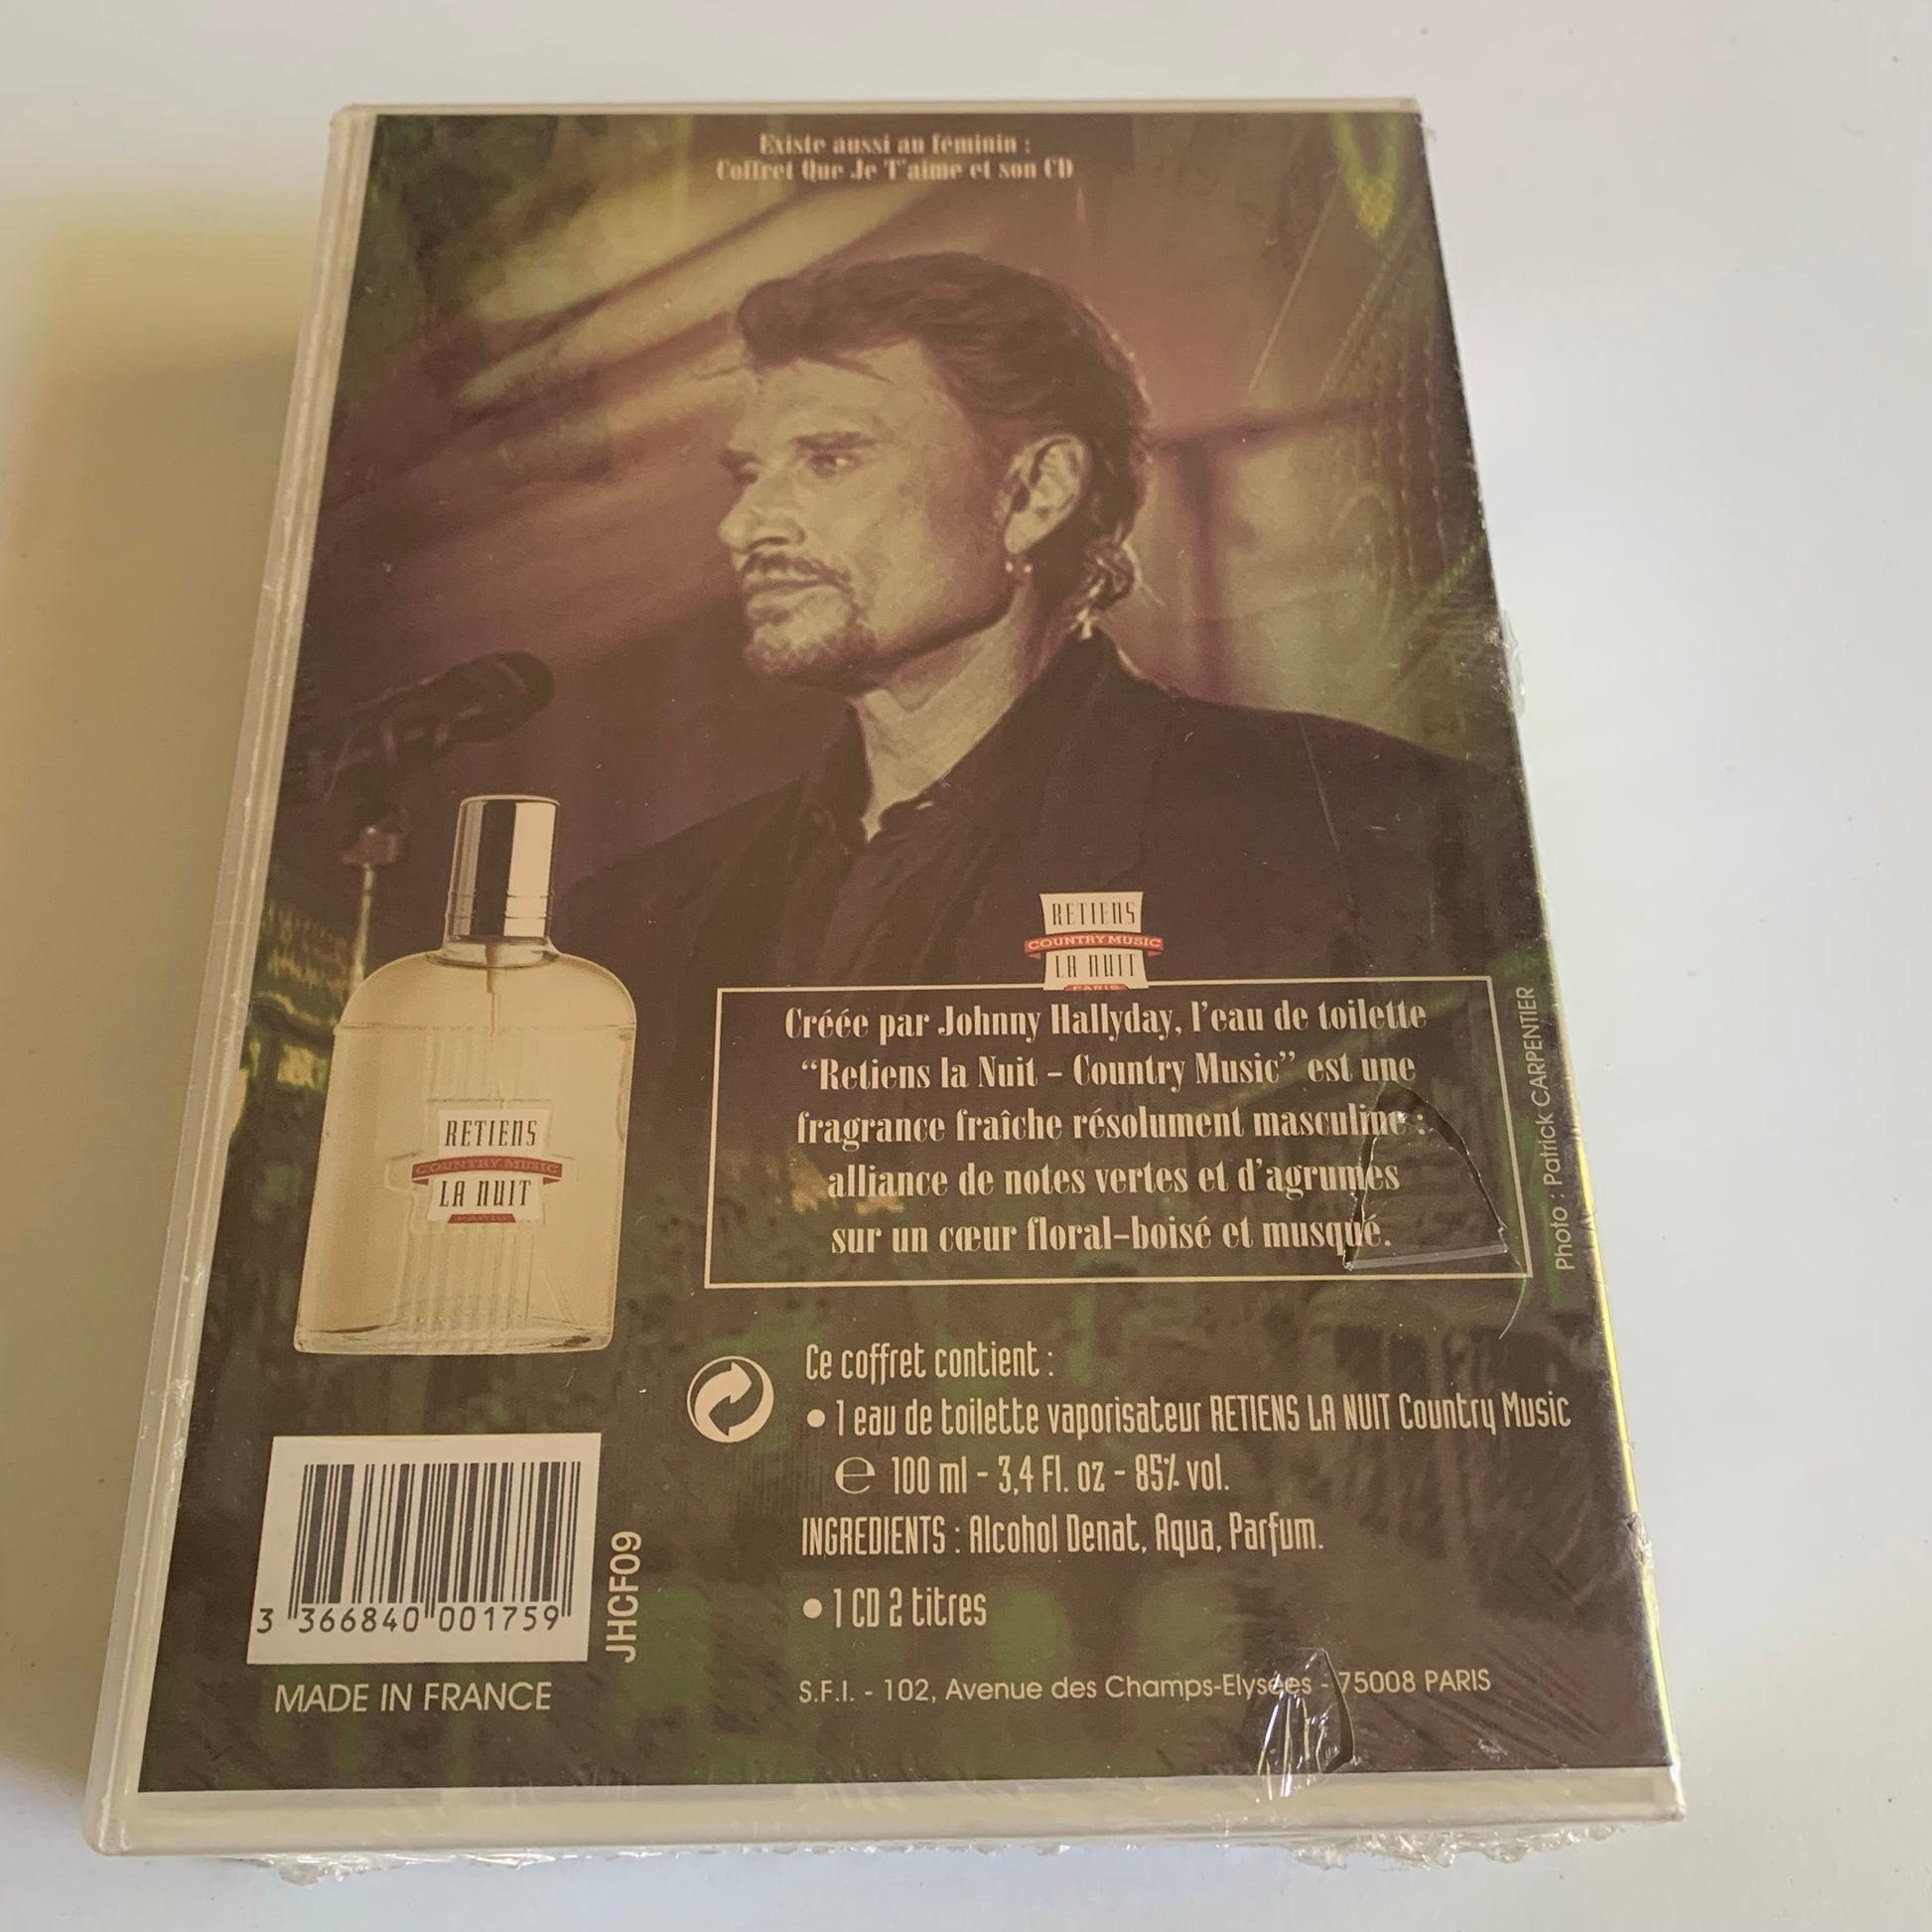 Existe aussi au féminin :
Coffret Que Je T'aime et son CD
RETIENS
COUNTRY MUSIC
LA NUIT
PARIS
Créée par Johnny Hallyday, l'eau de toilette
“Retiens la Nuit – Country Music” est une
fragrance fraîche résolument masculine :
alliance de notes vertes et d'agrumes
sur un cœur floral-boisé et musqué.
Photo : Patrick CARPENTIER
RETIENS
COUNTRY MUSIC
LA NUIT
PARIS
Ce coffret contient :
• 1 eau de toilette vaporisateur RETIENS LA NUIT Country Music
℮ 100 ml - 3,4 Fl. oz - 85% vol.
INGREDIENTS : Alcohol Denat, Aqua, Parfum.
• 1 CD 2 titres
3 366840 001759
JHCF09
MADE IN FRANCE
S.F.I. - 102, Avenue des Champs-Elysées - 75008 PARIS